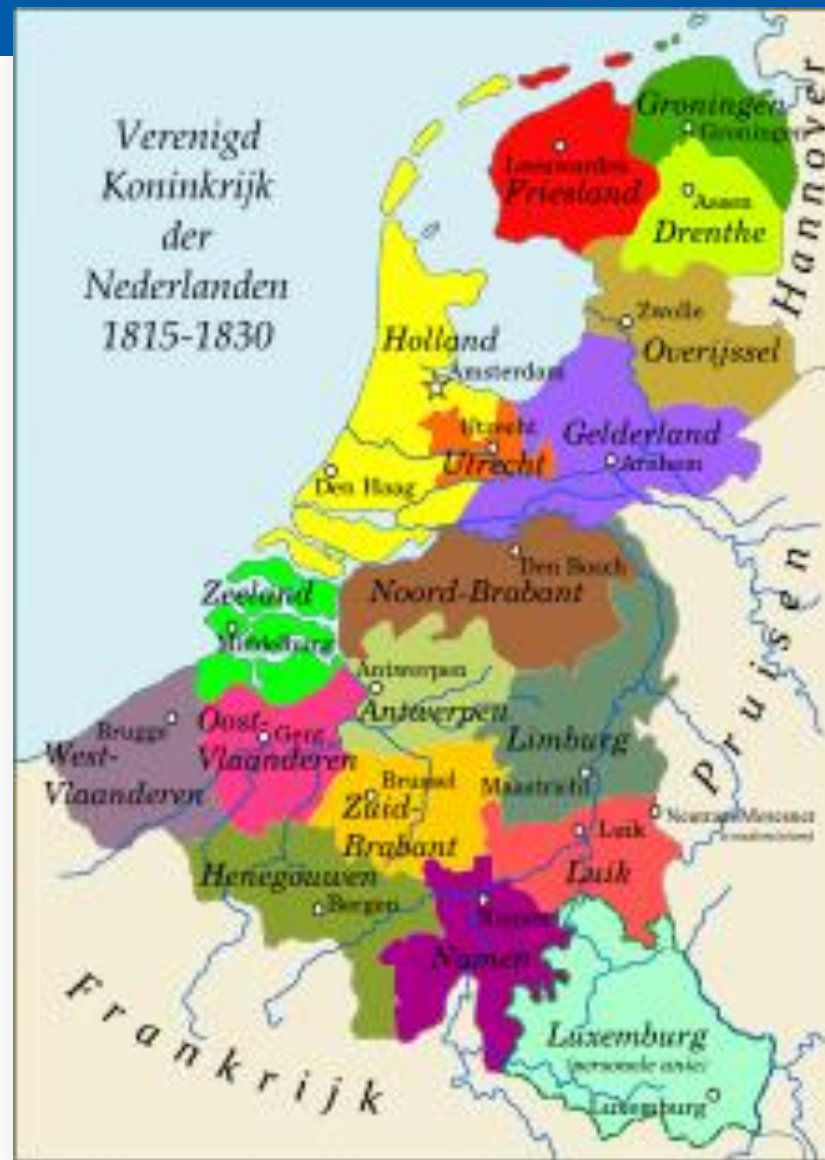 Verenigd
Koninkrijk
der
Nederlanden
1815-1830
Groningen
Groningen
Leeuwarden
Friesland
Assen
Drenthe
Hannover
Zwolle
Overijssel
Holland
Amsterdam
Utrecht
Utrecht
Gelderland
Arnhem
Den Haag
Den Bosch
Noord-Brabant
Zeeland
Middelburg
Pruisen
Antwerpen
Antwerpen
Brugge
West-
Vlaanderen
Oost-
Vlaanderen
Gent
Limburg
Maastricht
Brussel
Zuid-
Brabant
Luik
Luik
Henegouwen
Bergen
Namen
Frankrijk
Luxemburg
(personele unie)
Luxemburg